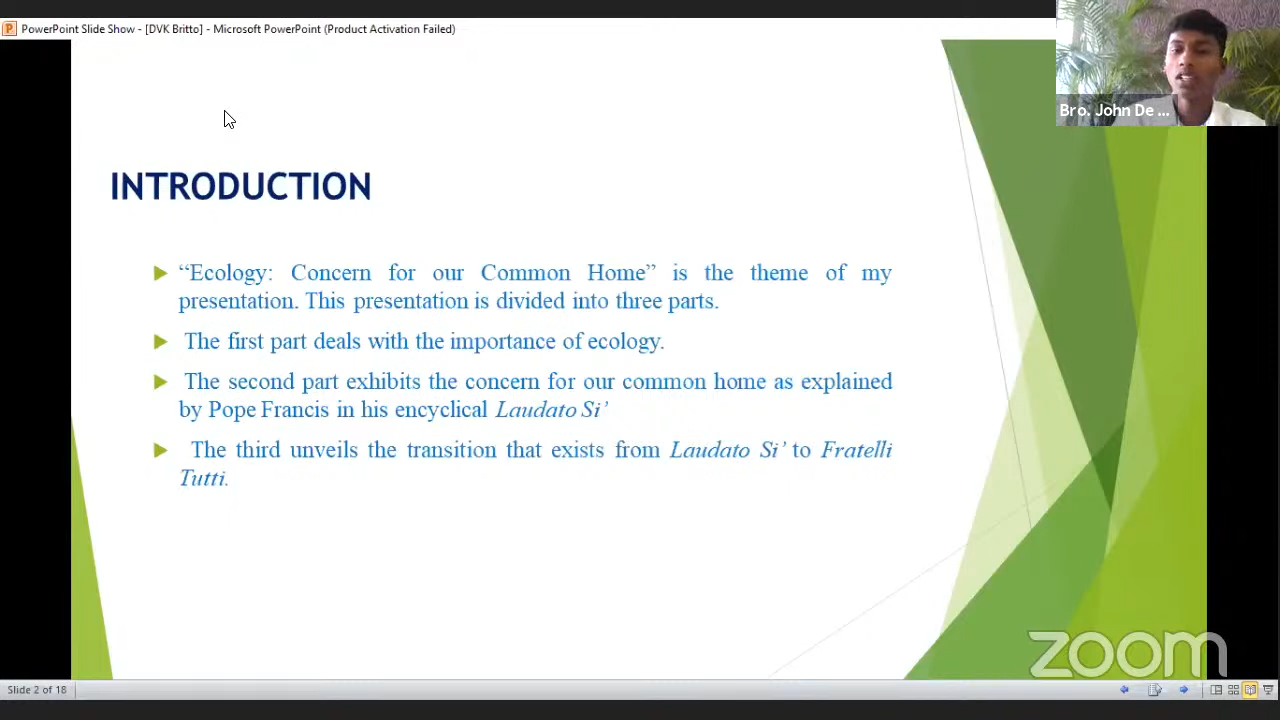 PowerPoint Slide Show - [DVK Britto] - Microsoft PowerPoint (Product Activation Failed)
Bro. John De ...
INTRODUCTION
“Ecology: Concern for our Common Home” is the theme of my
presentation. This presentation is divided into three parts.
The first part deals with the importance of ecology.
The second part exhibits the concern for our common home as explained
by Pope Francis in his encyclical Laudato Si’
The third unveils the transition that exists from Laudato Si’ to Fratelli
Tutti.
zoom
Slide 2 of 18